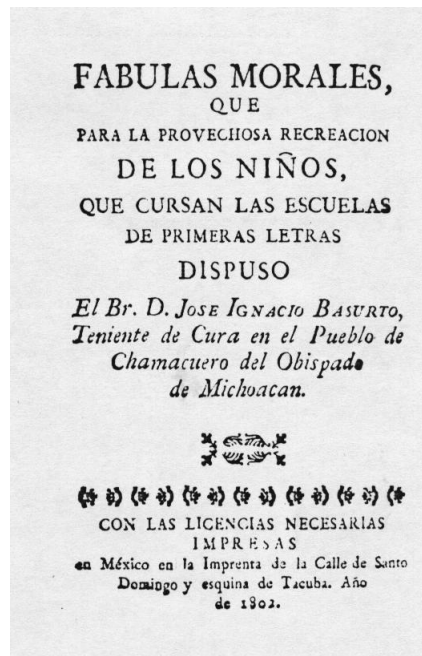 FABULAS MORALES,
QUE
PARA LA PROVECHOSA RECREACION
DE LOS NIÑOS,
QUE CURSAN LAS ESCUELAS
DE PRIMERAS LETRAS
DISPUSO
El Br. D. JOSE IGNACIO BASURTO,
Teniente de Cura en el Pueblo de
Chamacuero del Obispado
de Michoacan.
CON LAS LICENCIAS NECESARIAS
IMPRESAS
en México en la Imprenta de la Calle de Santo
Domingo y esquina de Tacuba. Año
de 1802.